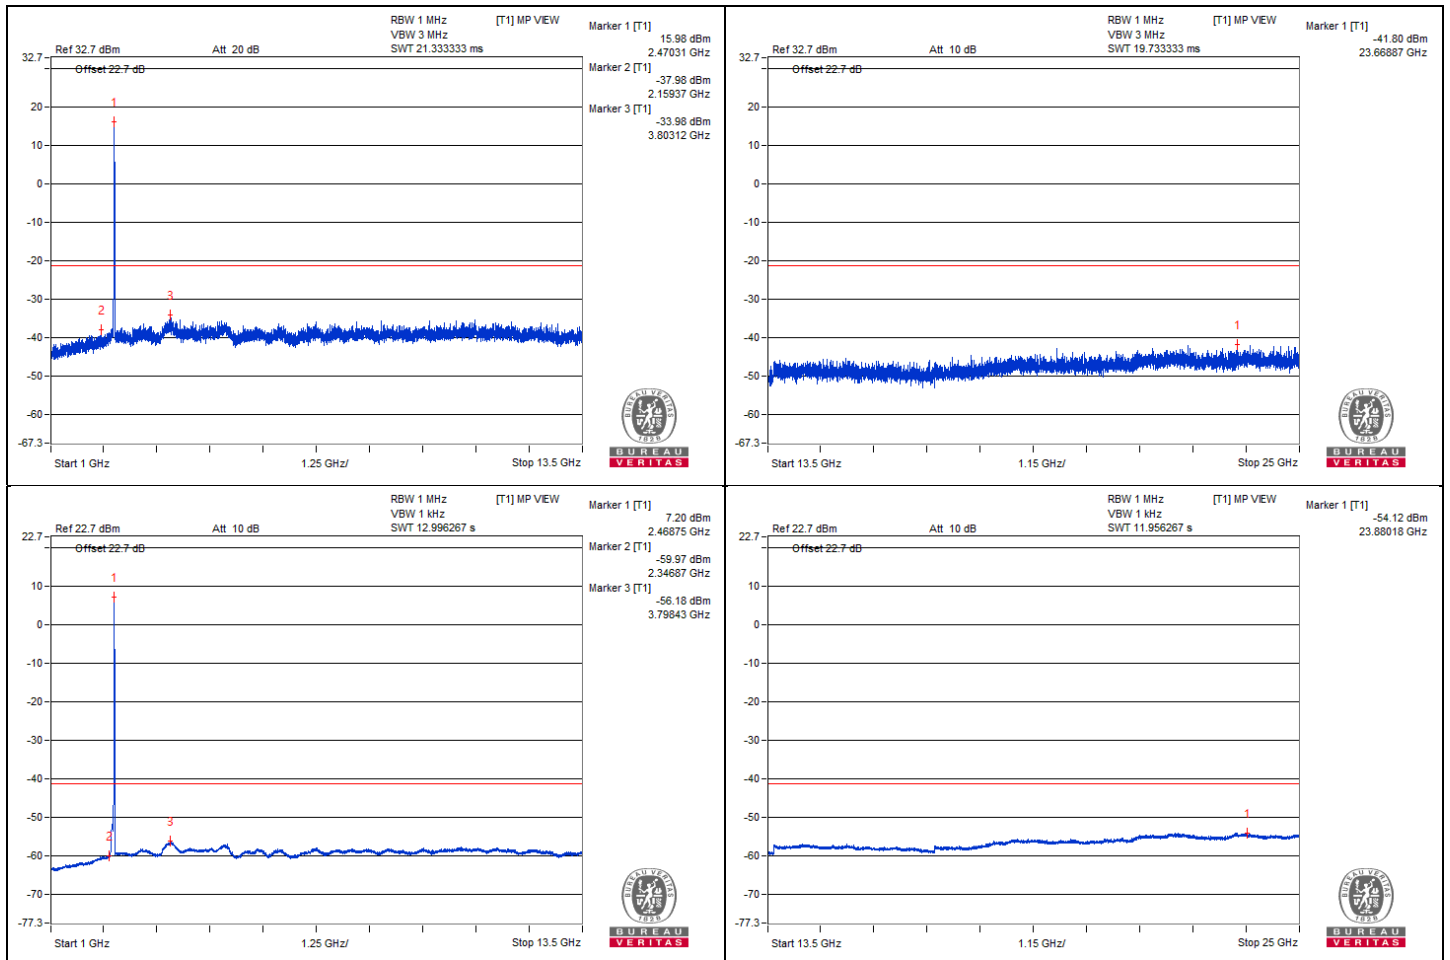 RBW 1 MHz [T1] MP VIEW
VBW 3 MHz
Ref 32.7 dBm Att 20 dB SWT 21.333333 ms
Marker 1 [T1]
15.98 dBm
2.47031 GHz
Marker 2 [T1]
-37.98 dBm
2.15937 GHz
Marker 3 [T1]
-33.98 dBm
3.80312 GHz
32.7
Offset 22.7 dB
20
10
0
-10
-20
-30
-40
-50
-60
-67.3
1
2
3
Start 1 GHz 1.25 GHz/ Stop 13.5 GHz
BUREAU VERITAS
1828
BUREAU
VERITAS
RBW 1 MHz [T1] MP VIEW
VBW 3 MHz
Ref 32.7 dBm Att 10 dB SWT 19.733333 ms
Marker 1 [T1]
-41.80 dBm
23.66887 GHz
32.7
Offset 22.7 dB
20
10
0
-10
-20
-30
-40
-50
-60
-67.3
1
Start 13.5 GHz 1.15 GHz/ Stop 25 GHz
BUREAU VERITAS
1828
BUREAU
VERITAS
RBW 1 MHz [T1] MP VIEW
VBW 1 kHz
Ref 22.7 dBm Att 10 dB SWT 12.996267 s
Marker 1 [T1]
7.20 dBm
2.46875 GHz
Marker 2 [T1]
-59.97 dBm
2.34687 GHz
Marker 3 [T1]
-56.18 dBm
3.79843 GHz
22.7
Offset 22.7 dB
10
0
-10
-20
-30
-40
-50
-60
-70
-77.3
1
2
3
Start 1 GHz 1.25 GHz/ Stop 13.5 GHz
BUREAU VERITAS
1828
BUREAU
VERITAS
RBW 1 MHz [T1] MP VIEW
VBW 1 kHz
Ref 22.7 dBm Att 10 dB SWT 11.956267 s
Marker 1 [T1]
-54.12 dBm
23.88018 GHz
22.7
Offset 22.7 dB
10
0
-10
-20
-30
-40
-50
-60
-70
-77.3
1
Start 13.5 GHz 1.15 GHz/ Stop 25 GHz
BUREAU VERITAS
1828
BUREAU
VERITAS